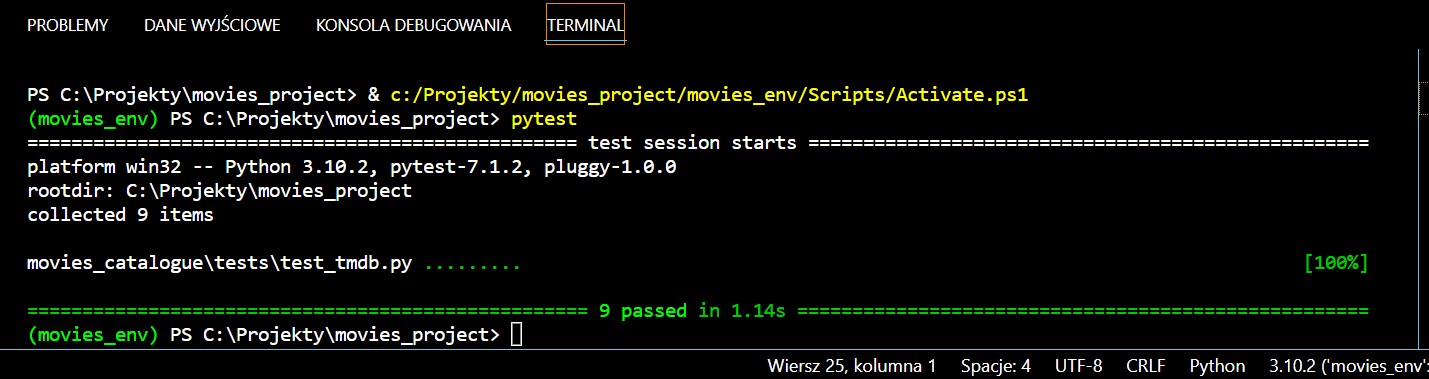 PROBLEMY DANE WYJŚCIOWE KONSOLA DEBUGOWANIA TERMINAL
PS C:\Projekty\movies_project> & c:/Projekty/movies_project/movies_env/Scripts/Activate.ps1
(movies_env) PS C:\Projekty\movies_project> pytest
================================================== test session starts ===================================================
platform win32 -- Python 3.10.2, pytest-7.1.2, pluggy-1.0.0
rootdir: C:\Projekty\movies_project
collected 9 items
movies_catalogue\tests\test_tmdb.py ......... [100%]
=================================================== 9 passed in 1.14s ====================================================
(movies_env) PS C:\Projekty\movies_project>
Wiersz 25, kolumna 1 Spacje: 4 UTF-8 CRLF Python 3.10.2 ('movies_env':